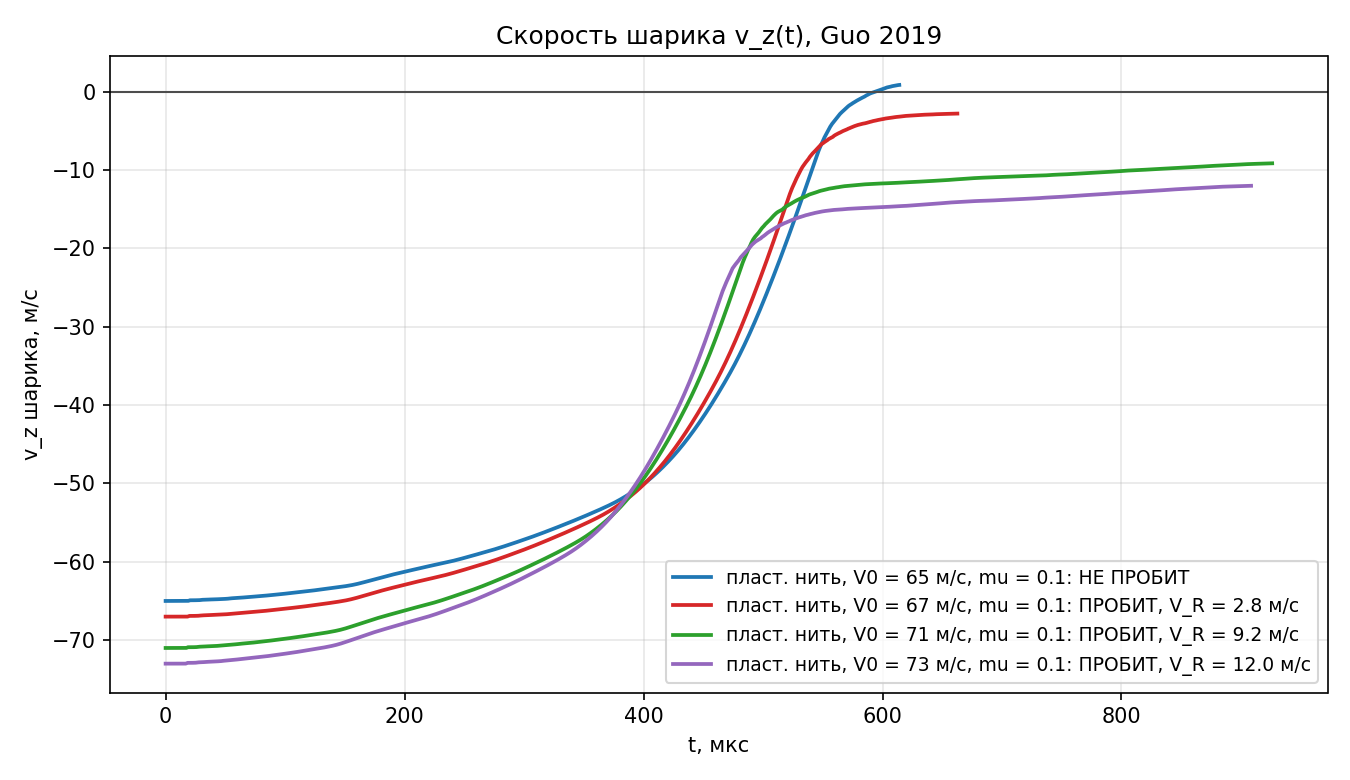 Скорость шарика v_z(t), Guo 2019
v_z шарика, м/с
0
−10
−20
−30
−40
−50
−60
−70
пласт. нить, V0 = 65 м/с, mu = 0.1: НЕ ПРОБИТ
пласт. нить, V0 = 67 м/с, mu = 0.1: ПРОБИТ, V_R = 2.8 м/с
пласт. нить, V0 = 71 м/с, mu = 0.1: ПРОБИТ, V_R = 9.2 м/с
пласт. нить, V0 = 73 м/с, mu = 0.1: ПРОБИТ, V_R = 12.0 м/с
0 200 400 600 800
t, мкс